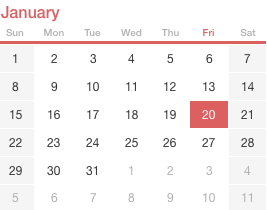 January
Sun Mon Tue Wed Thu Fri Sat
1 2 3 4 5 6 7
8 9 10 11 12 13 14
15 16 17 18 19 20 21
22 23 24 25 26 27 28
29 30 31 1 2 3 4
5 6 7 8 9 10 11